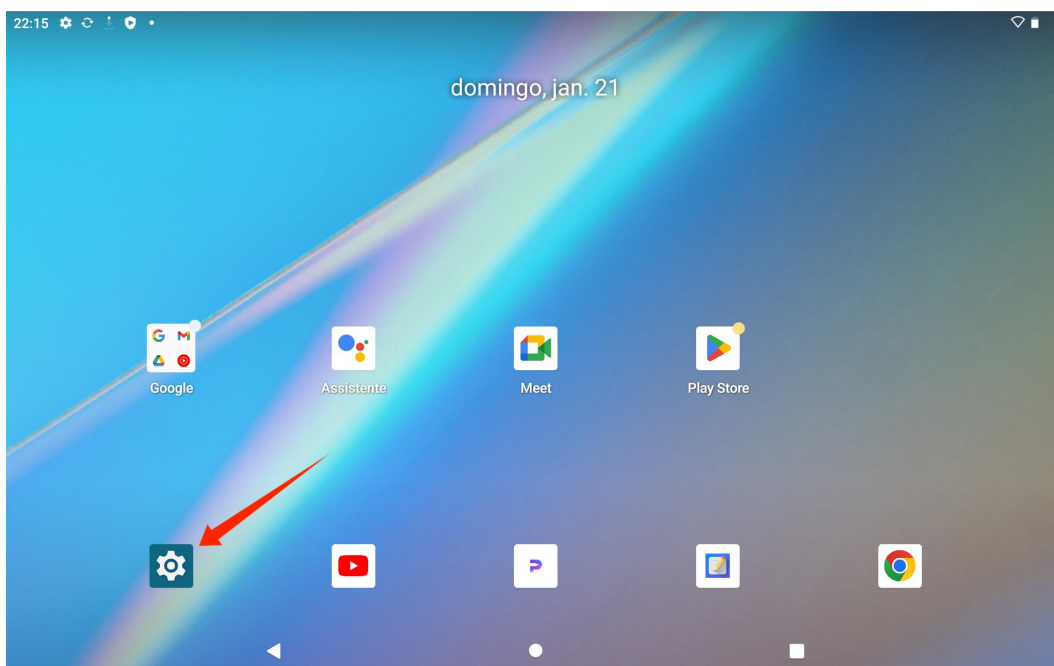 22:15
domingo, jan. 21
Google
Assistente
Meet
Play Store